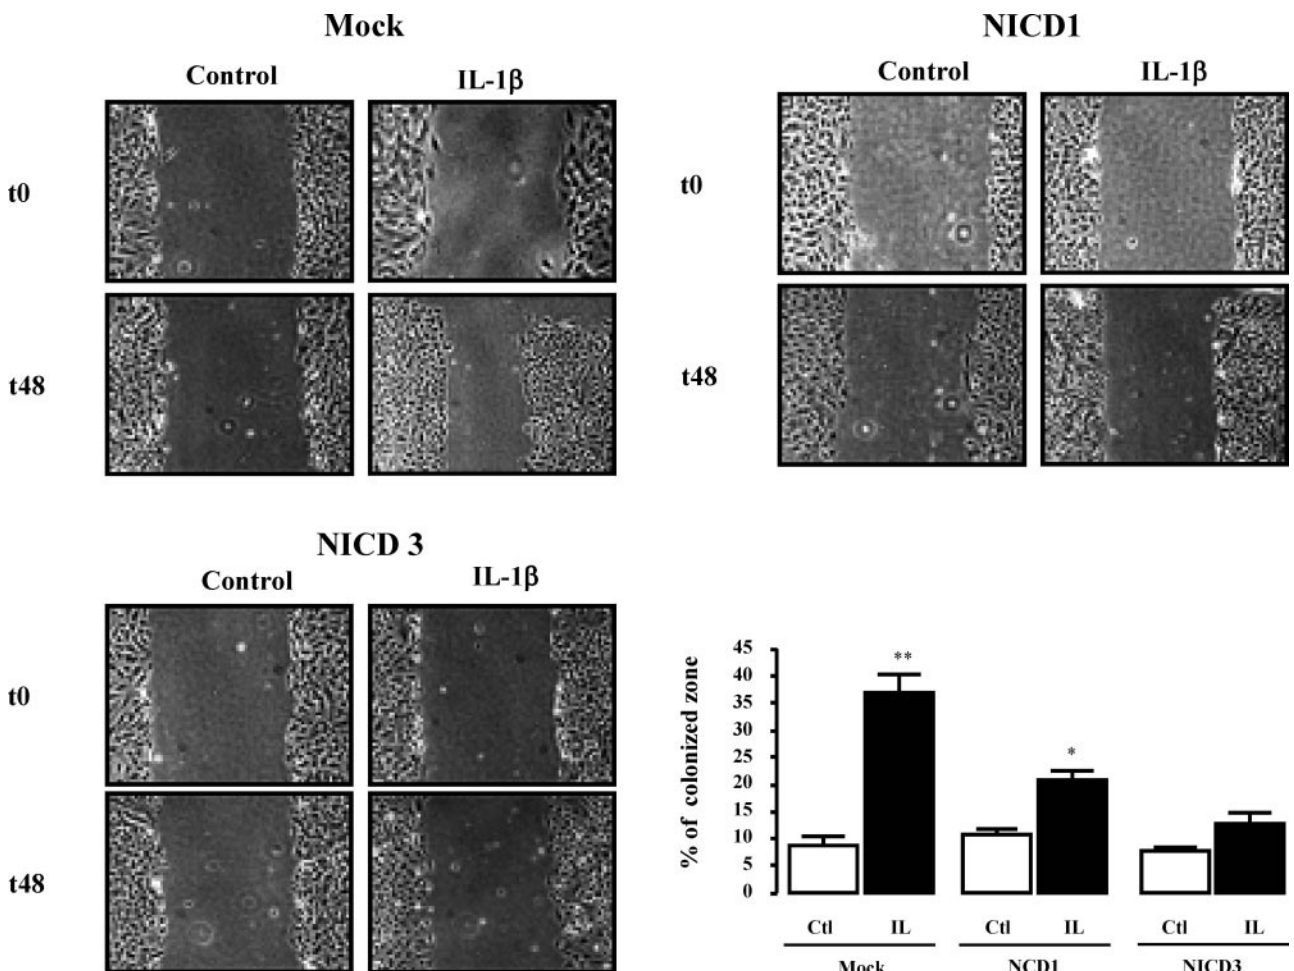 Mock
NICD1
Control
IL-1β
Control
IL-1β
t0
t0
t48
t48
NICD 3
Control
IL-1β
t0
t48
% of colonized zone
45
40
35
30
25
20
15
10
5
0
**
*
Ctl
IL
Ctl
IL
Ctl
IL
Mock
NCD1
NICD3